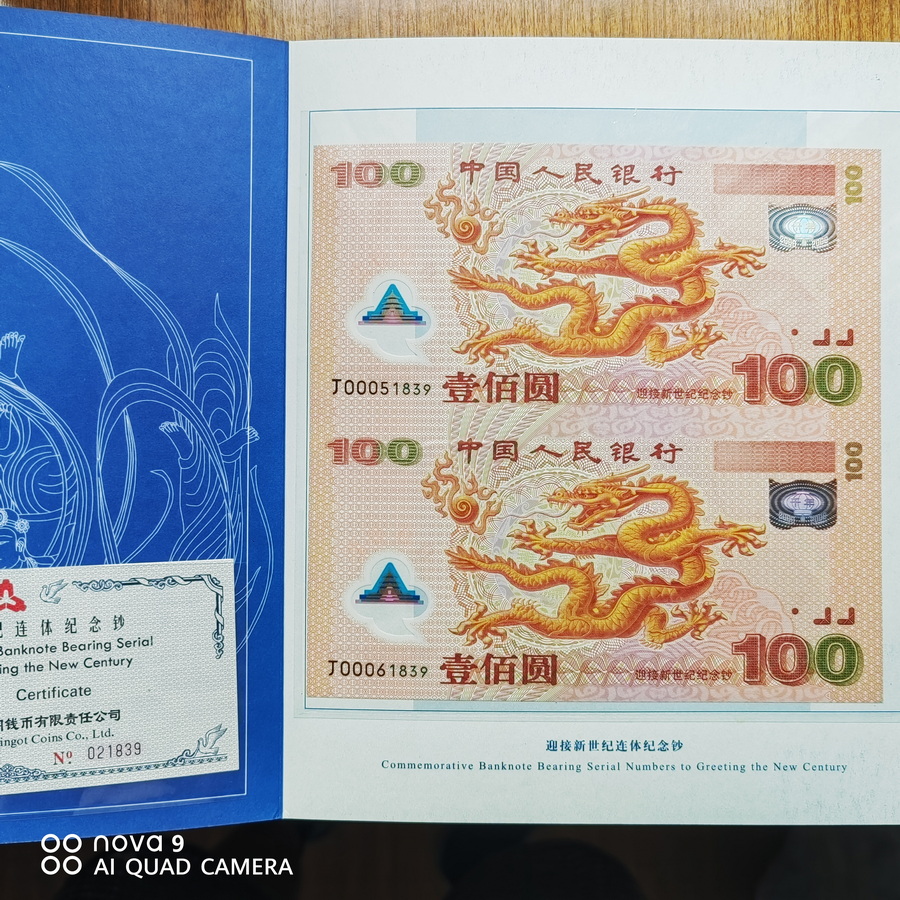 100 中国人民银行
100
J00051839 壹佰圆 迎接新世纪纪念钞 100
100 中国人民银行
100
千年
J00061839 壹佰圆 迎接新世纪纪念钞 100
迎接新世纪连体纪念钞
Commemorative Banknote Bearing Serial Numbers to Greeting the New Century
连体纪念钞
Banknote Bearing Serial
ing the New Century
Certificate
钱币有限责任公司
ingot Coins Co., Ltd.
Nº 021839
nova 9
AI QUAD CAMERA